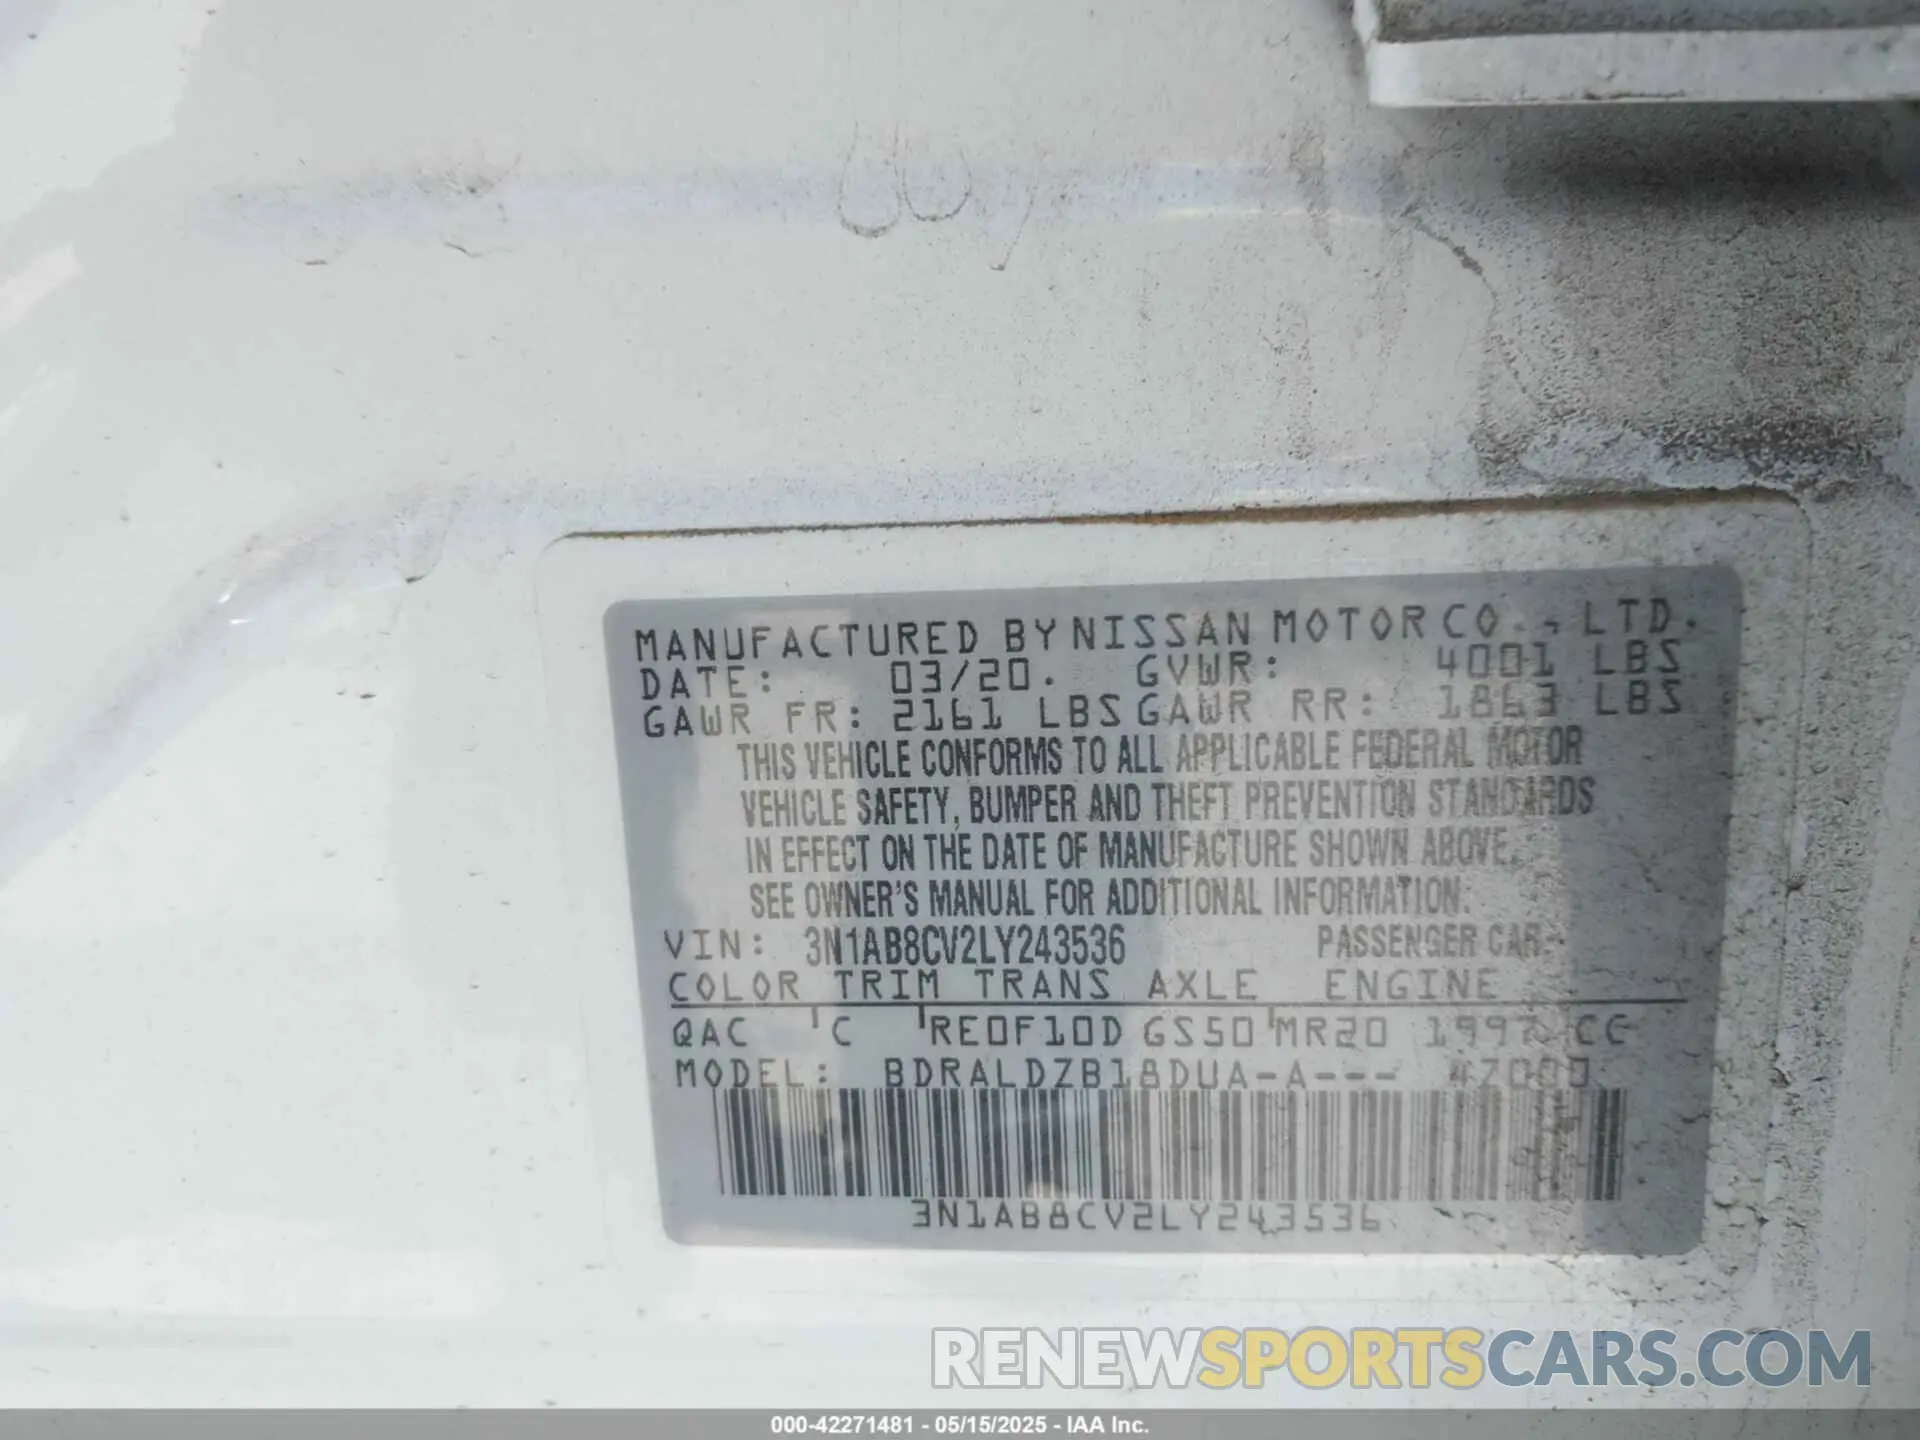 MANUFACTURED BY NISSAN MOTOR CO., LTD.
DATE: 03/20. GVWR: 4001 LBS
GAWR FR: 2161 LBS GAWR RR: 1863 LBS
THIS VEHICLE CONFORMS TO ALL APPLICABLE FEDERAL MOTOR
VEHICLE SAFETY, BUMPER AND THEFT PREVENTION STANDARDS
IN EFFECT ON THE DATE OF MANUFACTURE SHOWN ABOVE.
SEE OWNER'S MANUAL FOR ADDITIONAL INFORMATION.
VIN: 3N1AB8CV2LY243536 PASSENGER CAR
COLOR TRIM TRANS AXLE ENGINE
QAC C RE0F10D GS50 MR20 1997 CC
MODEL: BDRALDZB18DUA-A---
3N1AB8CV2LY243536
RENEWSPORTSCARS.COM
000-42271481 - 05/15/2025 - IAA Inc.